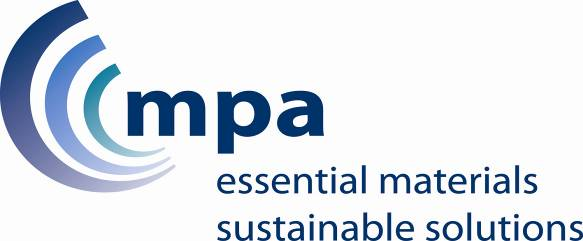 mpa
essential materials
sustainable solutions